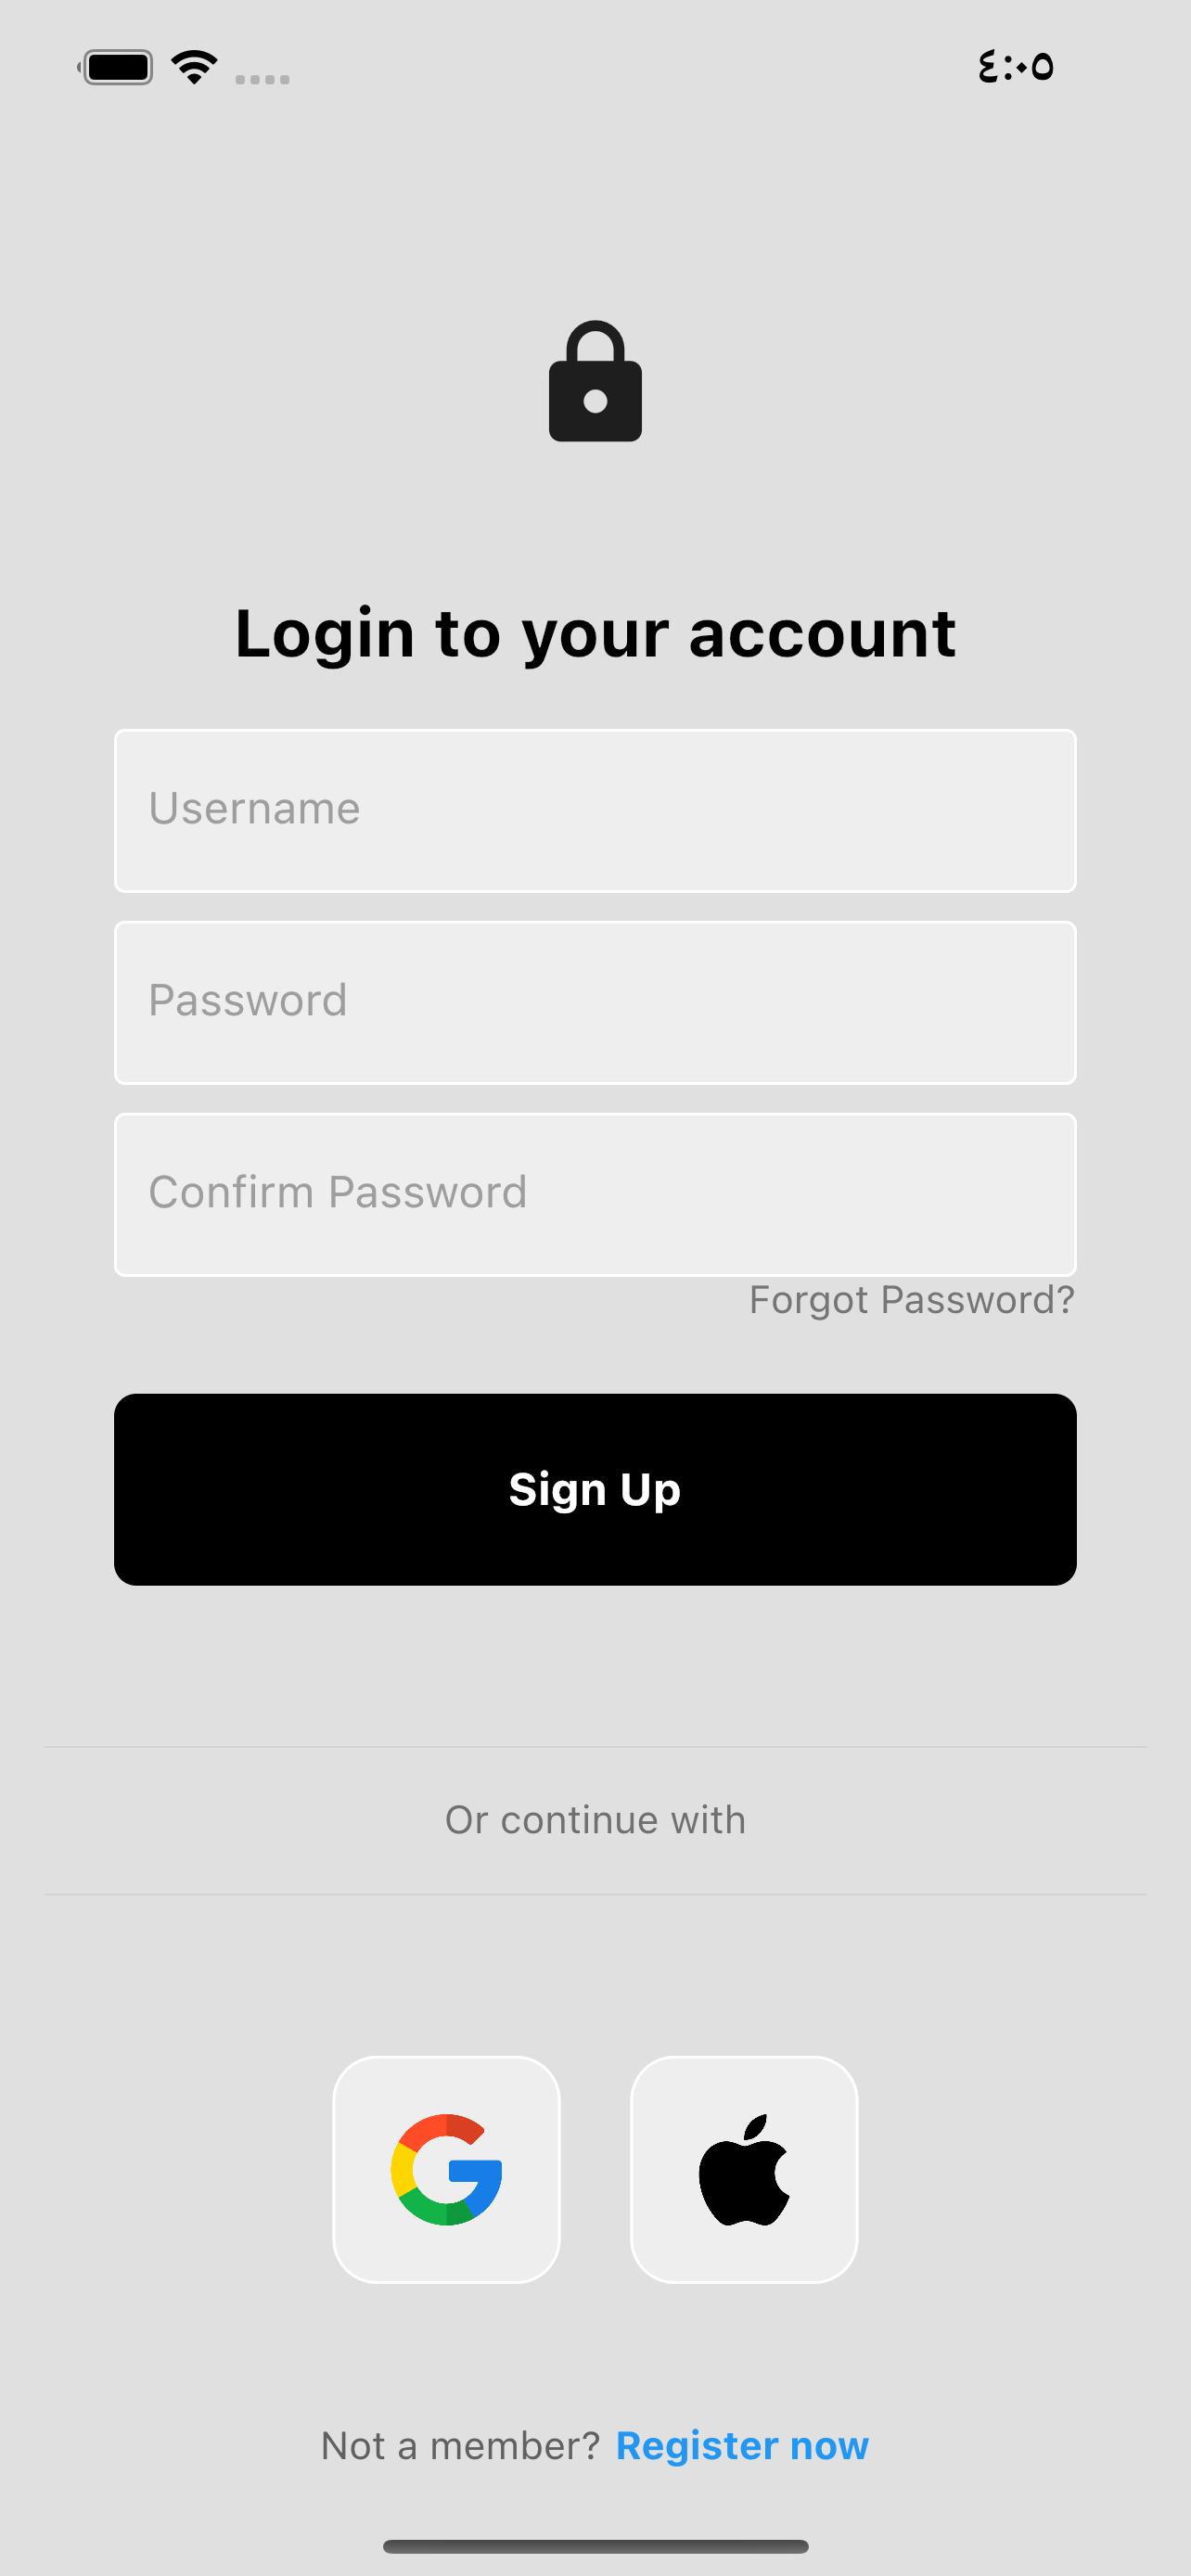 ٤:٠٥
Login to your account
Username
Password
Confirm Password
Forgot Password?
Sign Up
Or continue with
Not a member? Register now